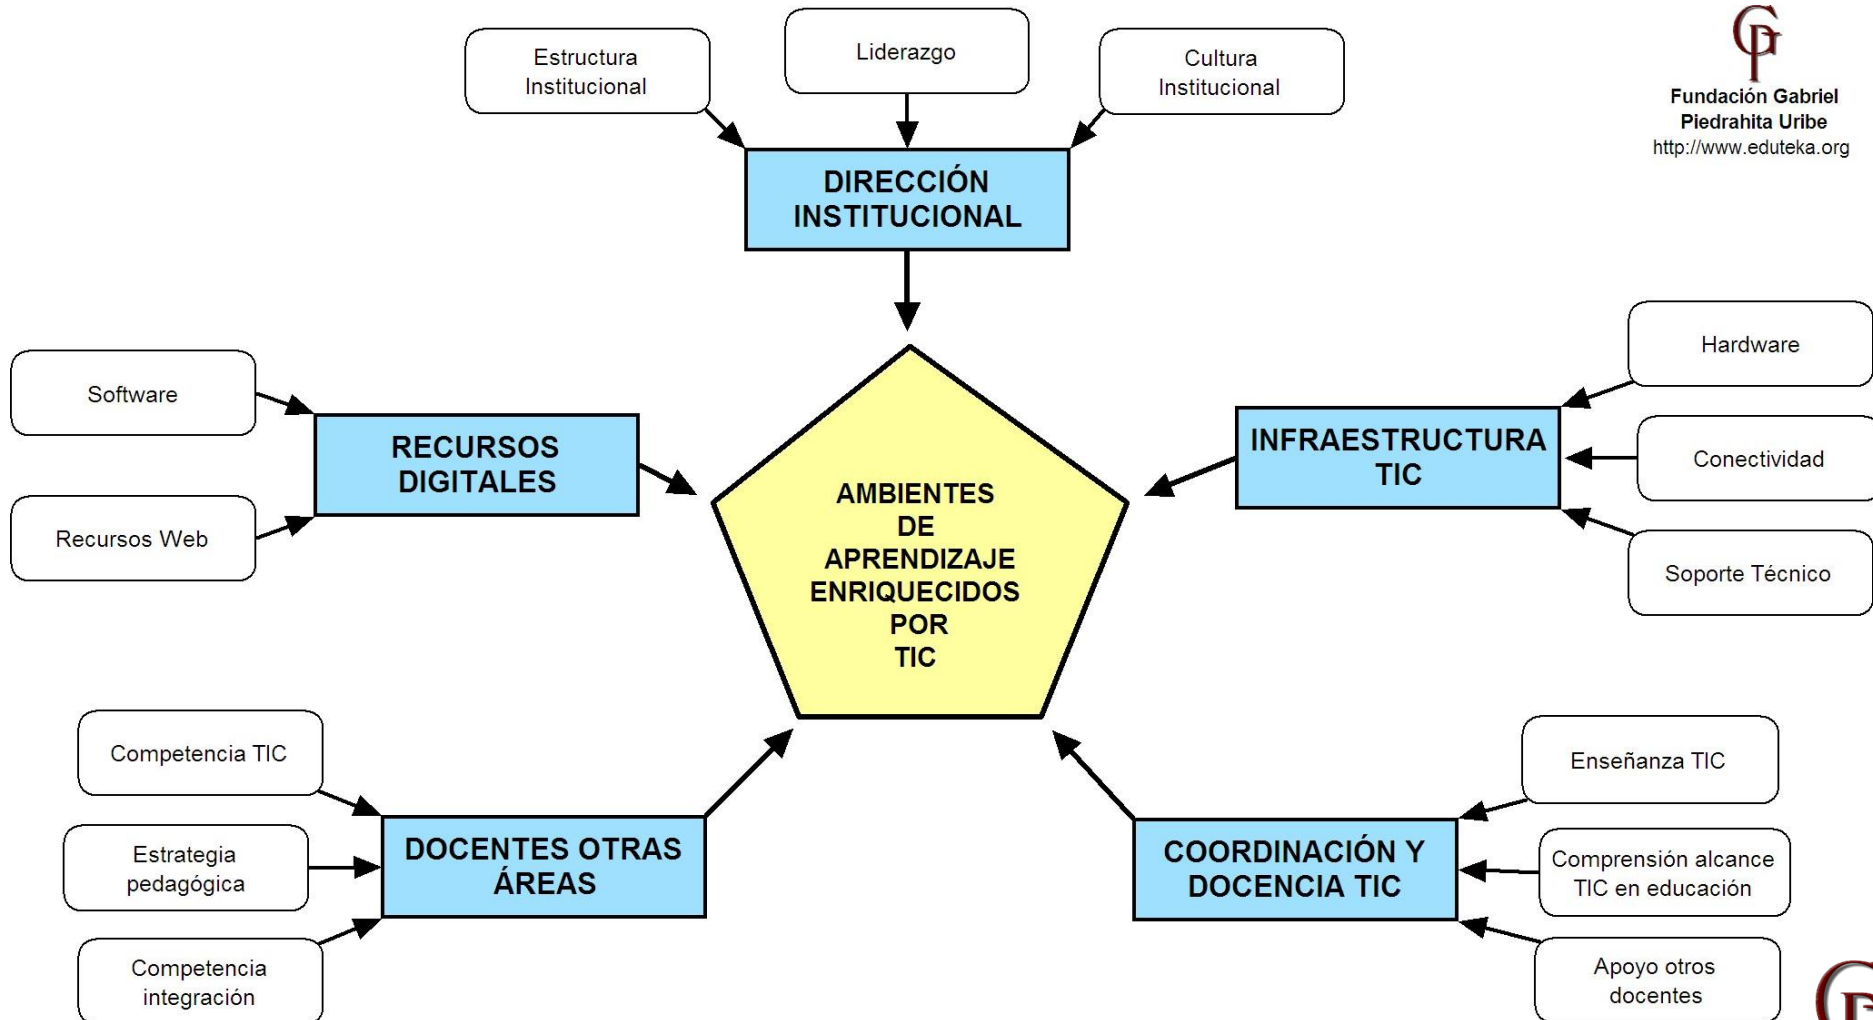 Estructura
Institucional
Liderazgo
Cultura
Institucional
Fundación Gabriel
Piedrahita Uribe
http://www.eduteka.org
DIRECCIÓN
INSTITUCIONAL
Software
Recursos Web
RECURSOS
DIGITALES
AMBIENTES
DE
APRENDIZAJE
ENRIQUECIDOS
POR
TIC
INFRAESTRUCTURA
TIC
Hardware
Conectividad
Soporte Técnico
Competencia TIC
Estrategia
pedagógica
Competencia
integración
DOCENTES OTRAS
ÁREAS
COORDINACIÓN Y
DOCENCIA TIC
Enseñanza TIC
Comprensión alcance
TIC en educación
Apoyo otros
docentes